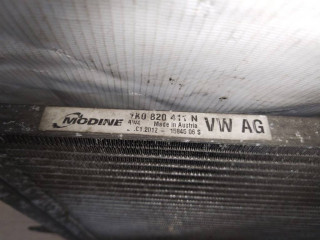 MODINE
1K0 820 411 N
Made in Austria
VW AG